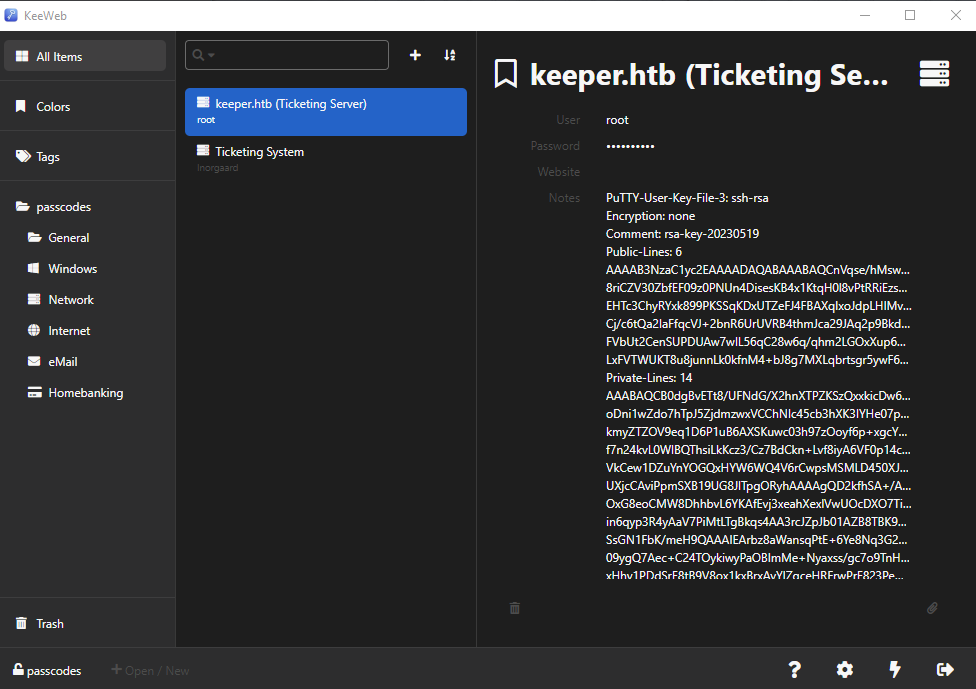 KeeWeb
All Items
Colors
Tags
passcodes
General
Windows
Network
Internet
eMail
Homebanking
Trash
keeper.htb (Ticketing Server)
root
Ticketing System
lnorgaard
keeper.htb (Ticketing Se...
User root
Password ••••••••••
Website
Notes PuTTY-User-Key-File-3: ssh-rsa
Encryption: none
Comment: rsa-key-20230519
Public-Lines: 6
AAAAB3NzaC1yc2EAAAADAQABAAABAQCnVqse/hMsw...
8riCZV30ZbfEF09z0PNUn4DisesKB4x1KtqH0l8vPtRRiEzs...
EHTc3ChyRYxk899PKSSqKDxUTZeFJ4FBAXqIxoJdpLHIMv...
Cj/c6tQa2IaFfqcVJ+2bnR6UrUVRB4thmJca29JAq2p9Bkd...
FVbUt2CenSUPDUAw7wIL56qC28w6q/qhm2LGOxXup6...
LxFVTWUKT8u8junnLk0kfnM4+bJ8g7MXLqbrtsgr5ywF6...
Private-Lines: 14
AAABAQCB0dgBvETt8/UFNdG/X2hnXTPZKSzQxxkicDw6...
oDni1wZdo7hTpJ5ZjdmzwxVCChNIc45cb3hXK3IYHe07p...
kmyZTZOV9eq1D6P1uB6AXSKuwc03h97zOoyf6p+xgcY...
f7n24kvL0WlBQThsiLkKcz3/Cz7BdCkn+Lvf8iyA6VF0p14c...
VkCew1DZuYnYOGQxHYW6WQ4V6rCwpsMSMLD450XJ...
UXjcCAviPpmSXB19UG8JlTpgORyhAAAAgQD2kfhSA+/A...
OxG8eoCMW8DhhbvL6YKAfEvj3xeahXexlVwUOcDXO7Ti...
in6qyp3R4yAaV7PiMtLTgBkqs4AA3rcJZpJb01AZB8TBK9...
SsGN1FbK/meH9QAAAIEArbz8aWansqPtE+6Ye8Nq3G2...
09ygQ7Aec+C24TOykiwyPaOBlmMe+Nyaxss/gc7o9TnH...
xHhy1PDdSrE8tB9V8ox1kxBrxAvYIZgceHRFrwPrF823Pe...
passcodes
Open / New